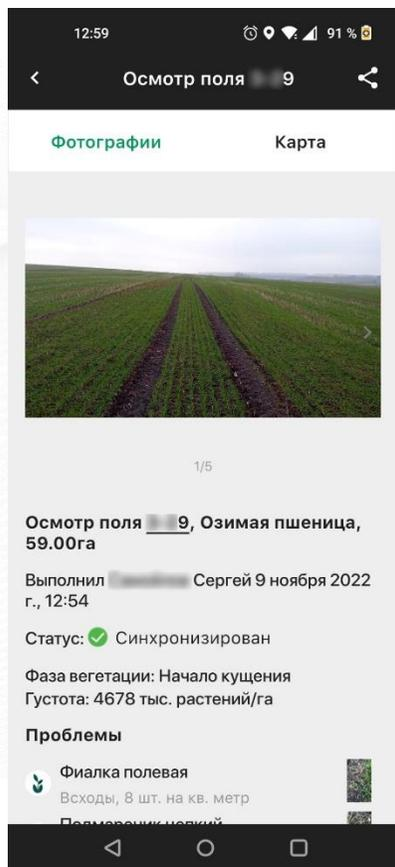 12:59
91 %
Осмотр поля 9
Фотографии
Карта
1/5
Осмотр поля 9, Озимая пшеница,
59.00га
Выполнил Сергей 9 ноября 2022
г., 12:54
Статус: Синхронизирован
Фаза вегетации: Начало кущения
Густота: 4678 тыс. растений/га
Проблемы
Фиалка полевая
Всходы, 8 шт. на кв. метр
Подмаренник цепкий